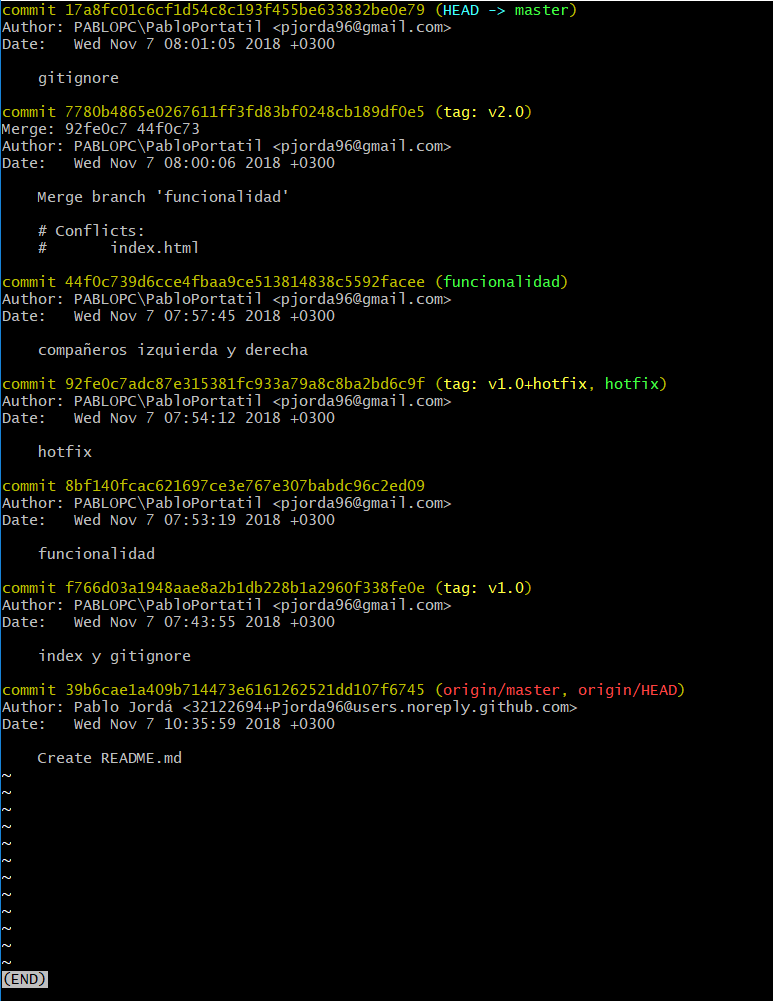 commit 17a8fc01c6cf1d54c8c193f455be633832be0e79 (HEAD -> master)
Author: PABLOPC\PabloPortatil <pjorda96@gmail.com>
Date:   Wed Nov 7 08:01:05 2018 +0300
    gitignore
commit 7780b4865e0267611ff3fd83bf0248cb189df0e5 (tag: v2.0)
Merge: 92fe0c7 44f0c73
Author: PABLOPC\PabloPortatil <pjorda96@gmail.com>
Date:   Wed Nov 7 08:00:06 2018 +0300
    Merge branch 'funcionalidad'
    # Conflicts:
    #       index.html
commit 44f0c739d6cce4fbaa9ce513814838c5592facee (funcionalidad)
Author: PABLOPC\PabloPortatil <pjorda96@gmail.com>
Date:   Wed Nov 7 07:57:45 2018 +0300
    compañeros izquierda y derecha
commit 92fe0c7adc87e315381fc933a79a8c8ba2bd6c9f (tag: v1.0+hotfix, hotfix)
Author: PABLOPC\PabloPortatil <pjorda96@gmail.com>
Date:   Wed Nov 7 07:54:12 2018 +0300
    hotfix
commit 8bf140fcac621697ce3e767e307babdc96c2ed09
Author: PABLOPC\PabloPortatil <pjorda96@gmail.com>
Date:   Wed Nov 7 07:53:19 2018 +0300
    funcionalidad
commit f766d03a1948aae8a2b1db228b1a2960f338fe0e (tag: v1.0)
Author: PABLOPC\PabloPortatil <pjorda96@gmail.com>
Date:   Wed Nov 7 07:43:55 2018 +0300
    index y gitignore
commit 39b6cae1a409b714473e6161262521dd107f6745 (origin/master, origin/HEAD)
Author: Pablo Jordá <32122694+Pjorda96@users.noreply.github.com>
Date:   Wed Nov 7 10:35:59 2018 +0300
    Create README.md
~
~
~
~
~
~
~
~
~
~
~
~
(END)